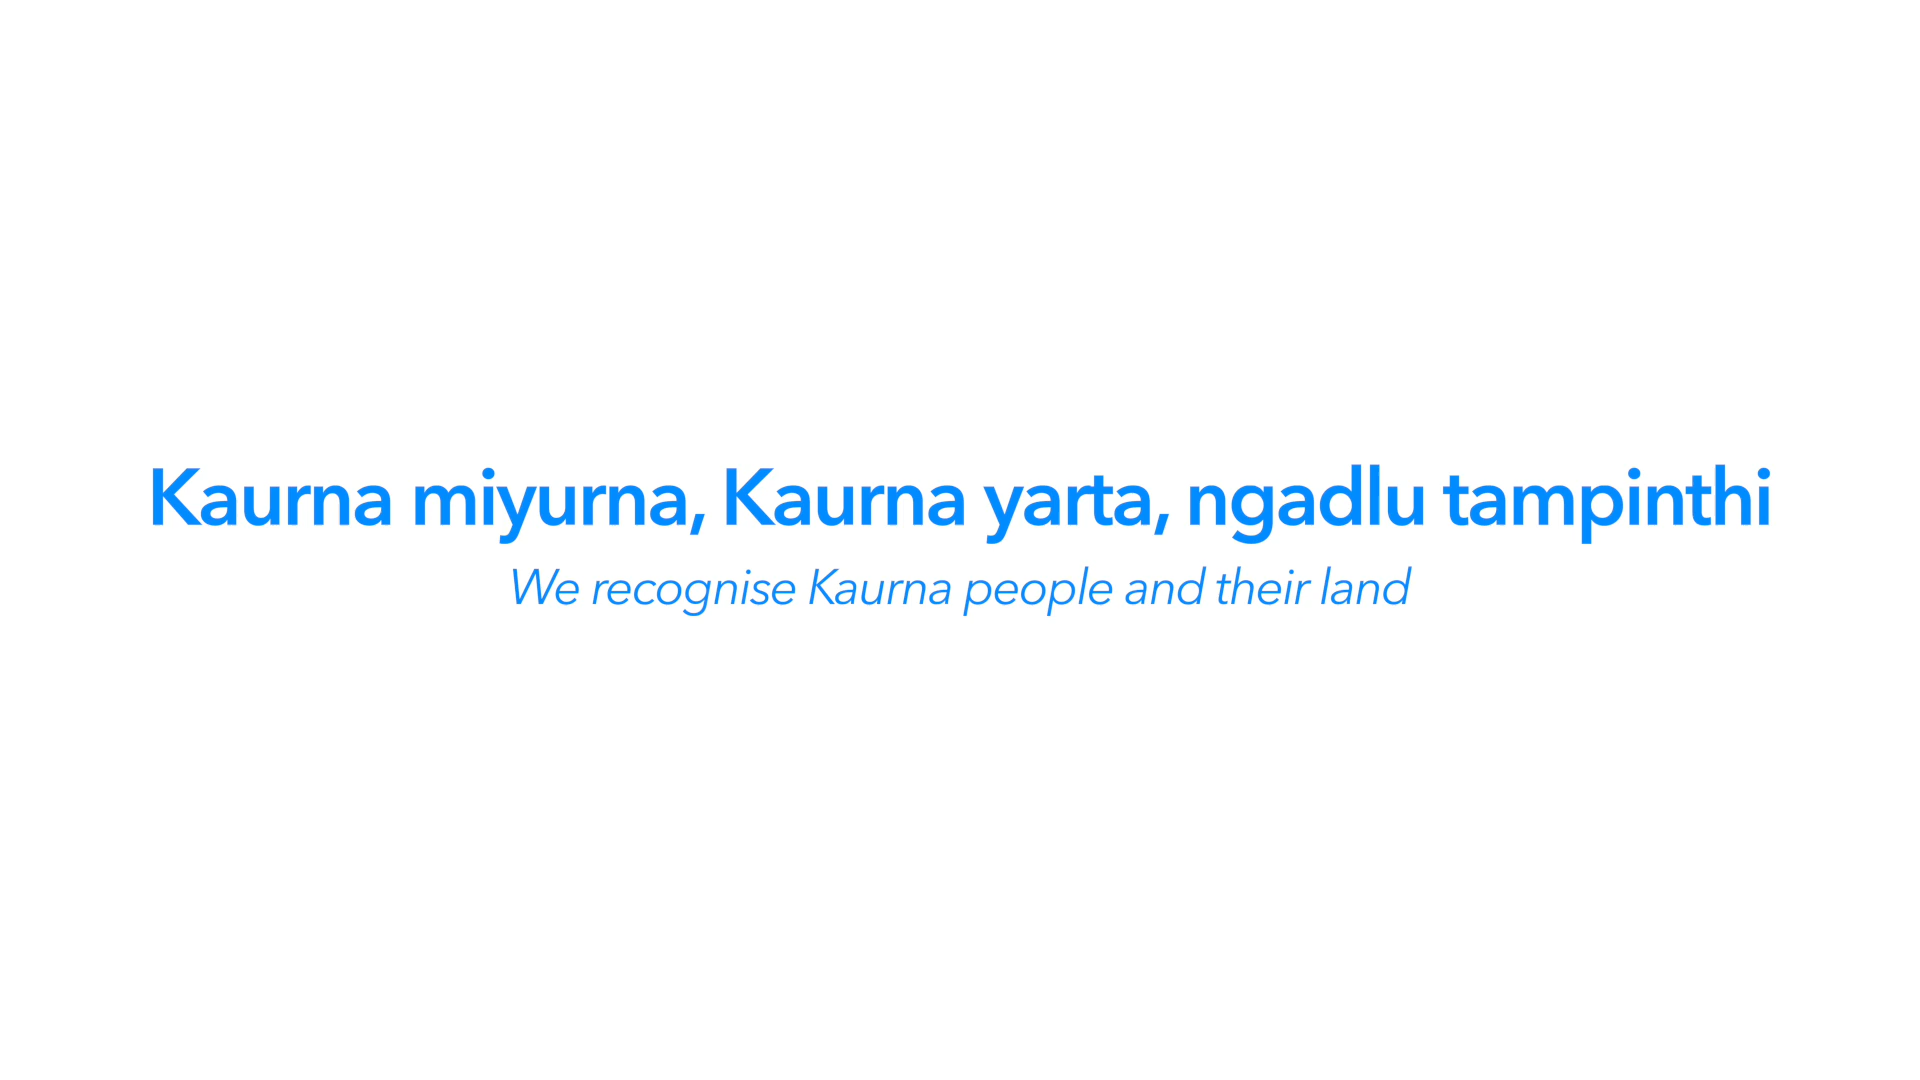 Kaurna miyurna, Kaurna yarta, ngadlu tampinthi
We recognise Kaurna people and their land